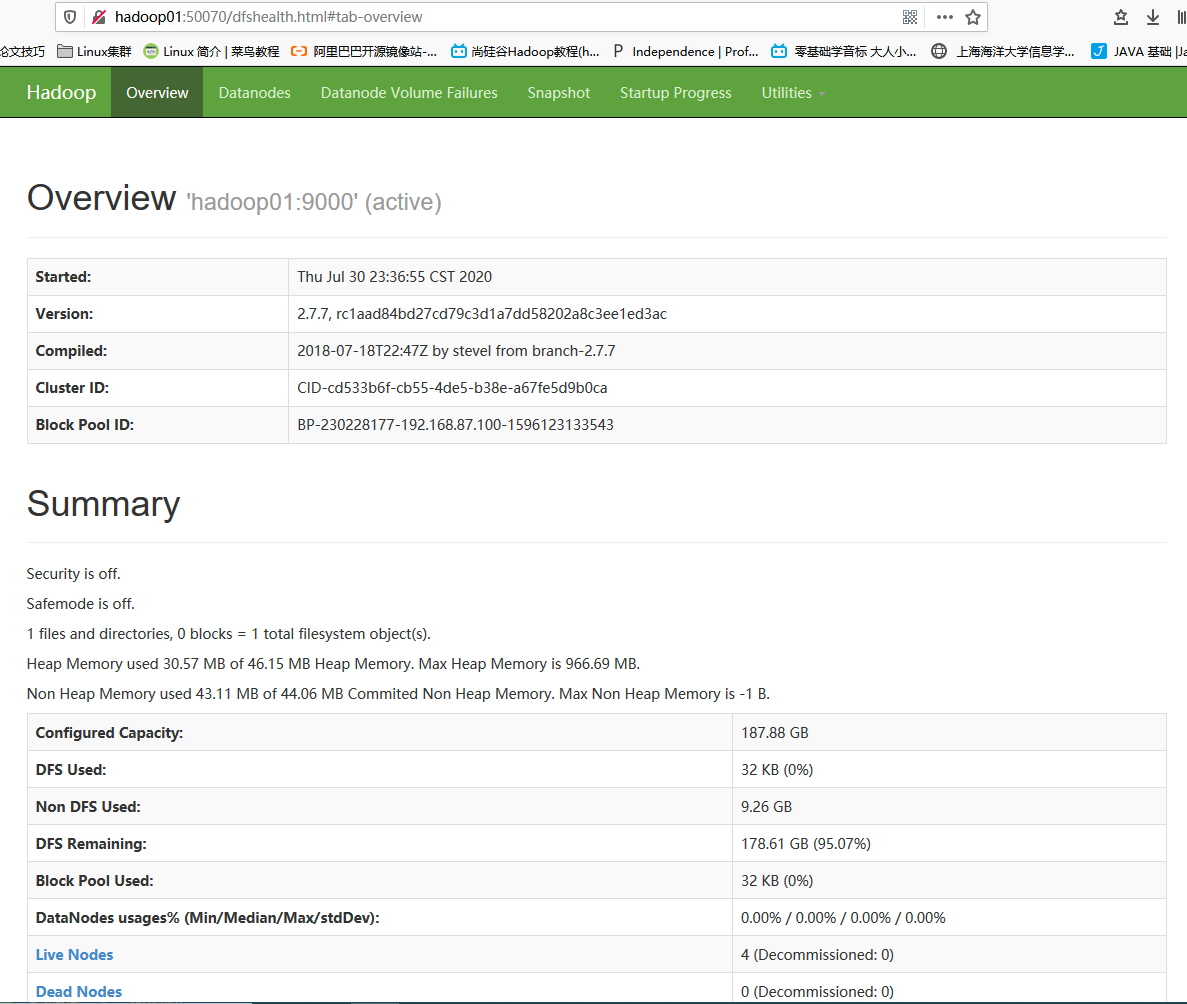 hadoop01:50070/dfshealth.html#tab-overview
论文技巧 Linux集群 Linux 简介 | 菜鸟教程 阿里巴巴开源镜像站-... 尚硅谷Hadoop教程(h... P Independence | Prof... 零基础学音标 大人小... 上海海洋大学信息学... J JAVA 基础 |Ja
Hadoop Overview Datanodes Datanode Volume Failures Snapshot Startup Progress Utilities
Overview 'hadoop01:9000' (active)
Started: Thu Jul 30 23:36:55 CST 2020
Version: 2.7.7, rc1aad84bd27cd79c3d1a7dd58202a8c3ee1ed3ac
Compiled: 2018-07-18T22:47Z by stevel from branch-2.7.7
Cluster ID: CID-cd533b6f-cb55-4de5-b38e-a67fe5d9b0ca
Block Pool ID: BP-230228177-192.168.87.100-1596123133543
Summary
Security is off.
Safemode is off.
1 files and directories, 0 blocks = 1 total filesystem object(s).
Heap Memory used 30.57 MB of 46.15 MB Heap Memory. Max Heap Memory is 966.69 MB.
Non Heap Memory used 43.11 MB of 44.06 MB Commited Non Heap Memory. Max Non Heap Memory is -1 B.
Configured Capacity: 187.88 GB
DFS Used: 32 KB (0%)
Non DFS Used: 9.26 GB
DFS Remaining: 178.61 GB (95.07%)
Block Pool Used: 32 KB (0%)
DataNodes usages% (Min/Median/Max/stdDev): 0.00% / 0.00% / 0.00% / 0.00%
Live Nodes 4 (Decommissioned: 0)
Dead Nodes 0 (Decommissioned: 0)